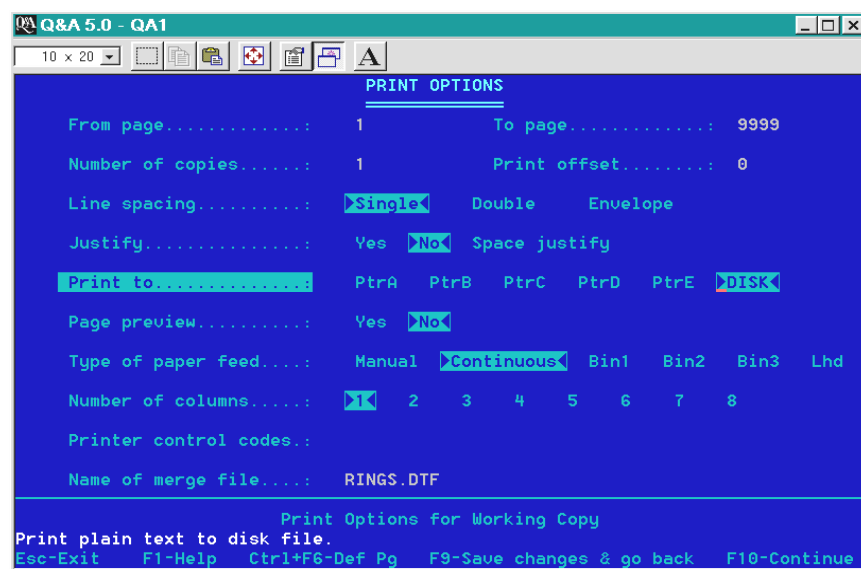 Q&A 5.0 - QA1
10 x 20 A
PRINT OPTIONS
From page.............: 1 To page.............: 9999
Number of copies......: 1 Print offset........: 0
Line spacing..........: Single Double Envelope
Justify...............: Yes No Space justify
Print to..............: PtrA PtrB PtrC PtrD PtrE DISK
Page preview..........: Yes No
Type of paper feed....: Manual Continuous Bin1 Bin2 Bin3 Lhd
Number of columns.....: 1 2 3 4 5 6 7 8
Printer control codes.:
Name of merge file....: RINGS.DTF
Print Options for Working Copy
Print plain text to disk file.
Esc-Exit F1-Help Ctrl+F6-Def Pg F9-Save changes & go back F10-Continue